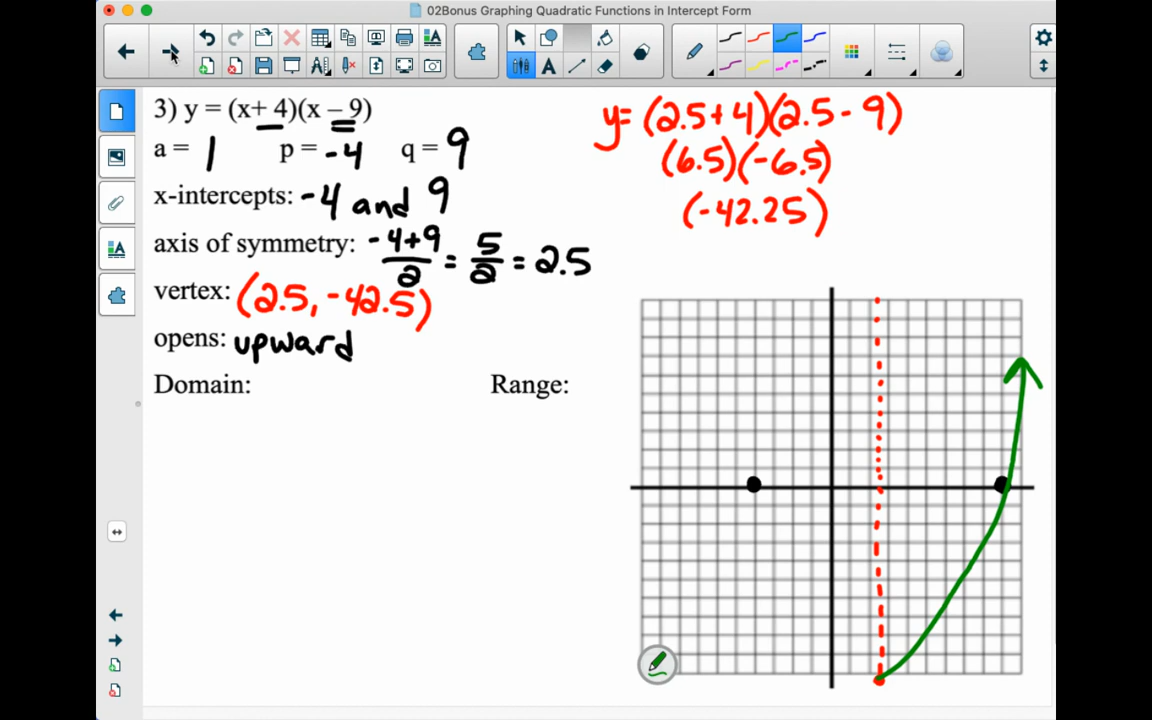 02Bonus Graphing Quadratic Functions in Intercept Form
3) y = (x+ 4)(x – 9)
a = 1 p = -4 q = 9
x-intercepts: -4 and 9
axis of symmetry: -4+9/2 = 5/2 = 2.5
vertex: (2.5, -42.5)
opens: upward
Domain: Range:
y= (2.5+4)(2.5-9)
(6.5)(-6.5)
(-42.25)